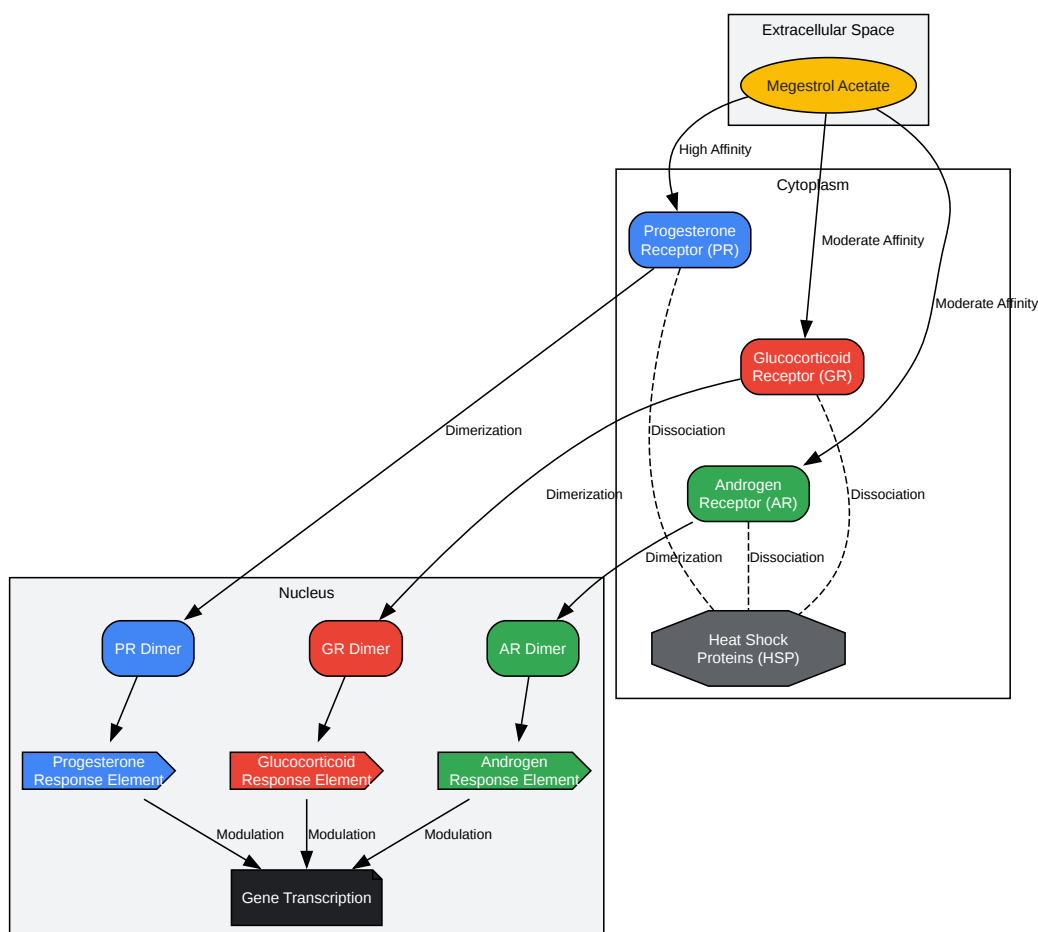 Extracellular Space
Megestrol Acetate
High Affinity
Cytoplasm
Progesterone
Receptor (PR)
Moderate Affinity
Moderate Affinity
Glucocorticoid
Receptor (GR)
Dimerization
Dissociation
Androgen
Receptor (AR)
Dimerization
Dissociation
Dimerization
Dissociation
Nucleus
PR Dimer
GR Dimer
AR Dimer
Heat Shock
Proteins (HSP)
Progesterone
Response Element
Glucocorticoid
Response Element
Androgen
Response Element
Modulation
Modulation
Modulation
Gene Transcription